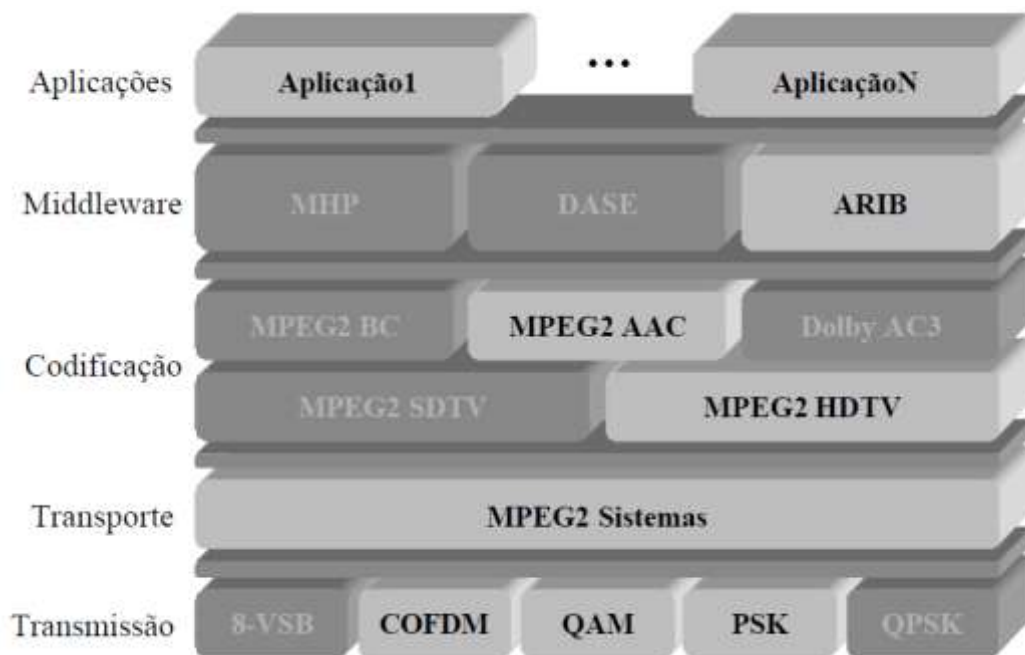 Aplicações Aplicação1 ... AplicaçãoN
Middleware MHP DASE ARIB
MPEG2 BC MPEG2 AAC Dolby AC3
Codificação
MPEG2 SDTV MPEG2 HDTV
Transporte MPEG2 Sistemas
Transmissão 8-VSB COFDM QAM PSK QPSK